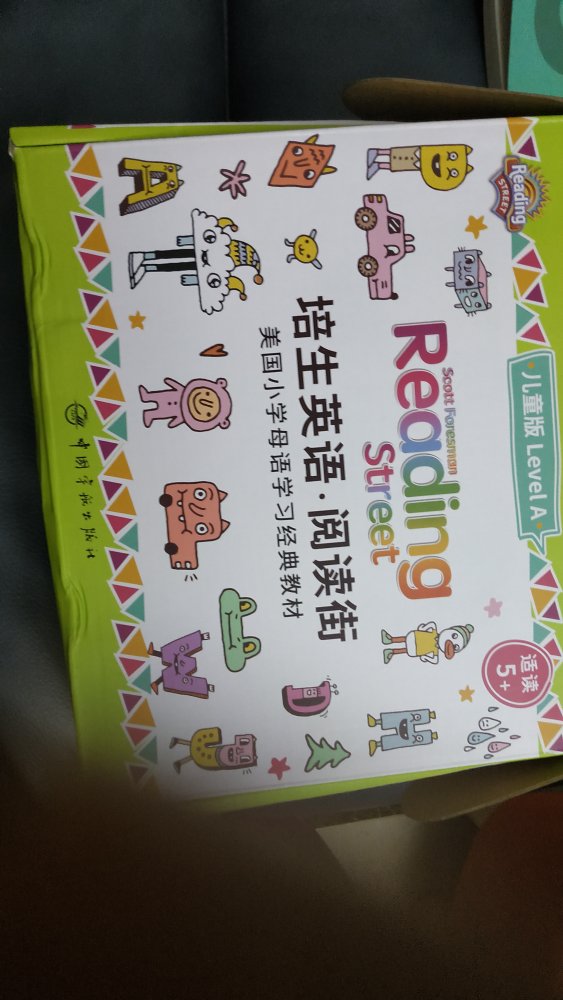 Reading
STREET
儿童版 Level A
Scott Foresman
Reading
Street
适读
5+
培生英语·阅读街
美国小学母语学习经典教材
中国宇航出版社